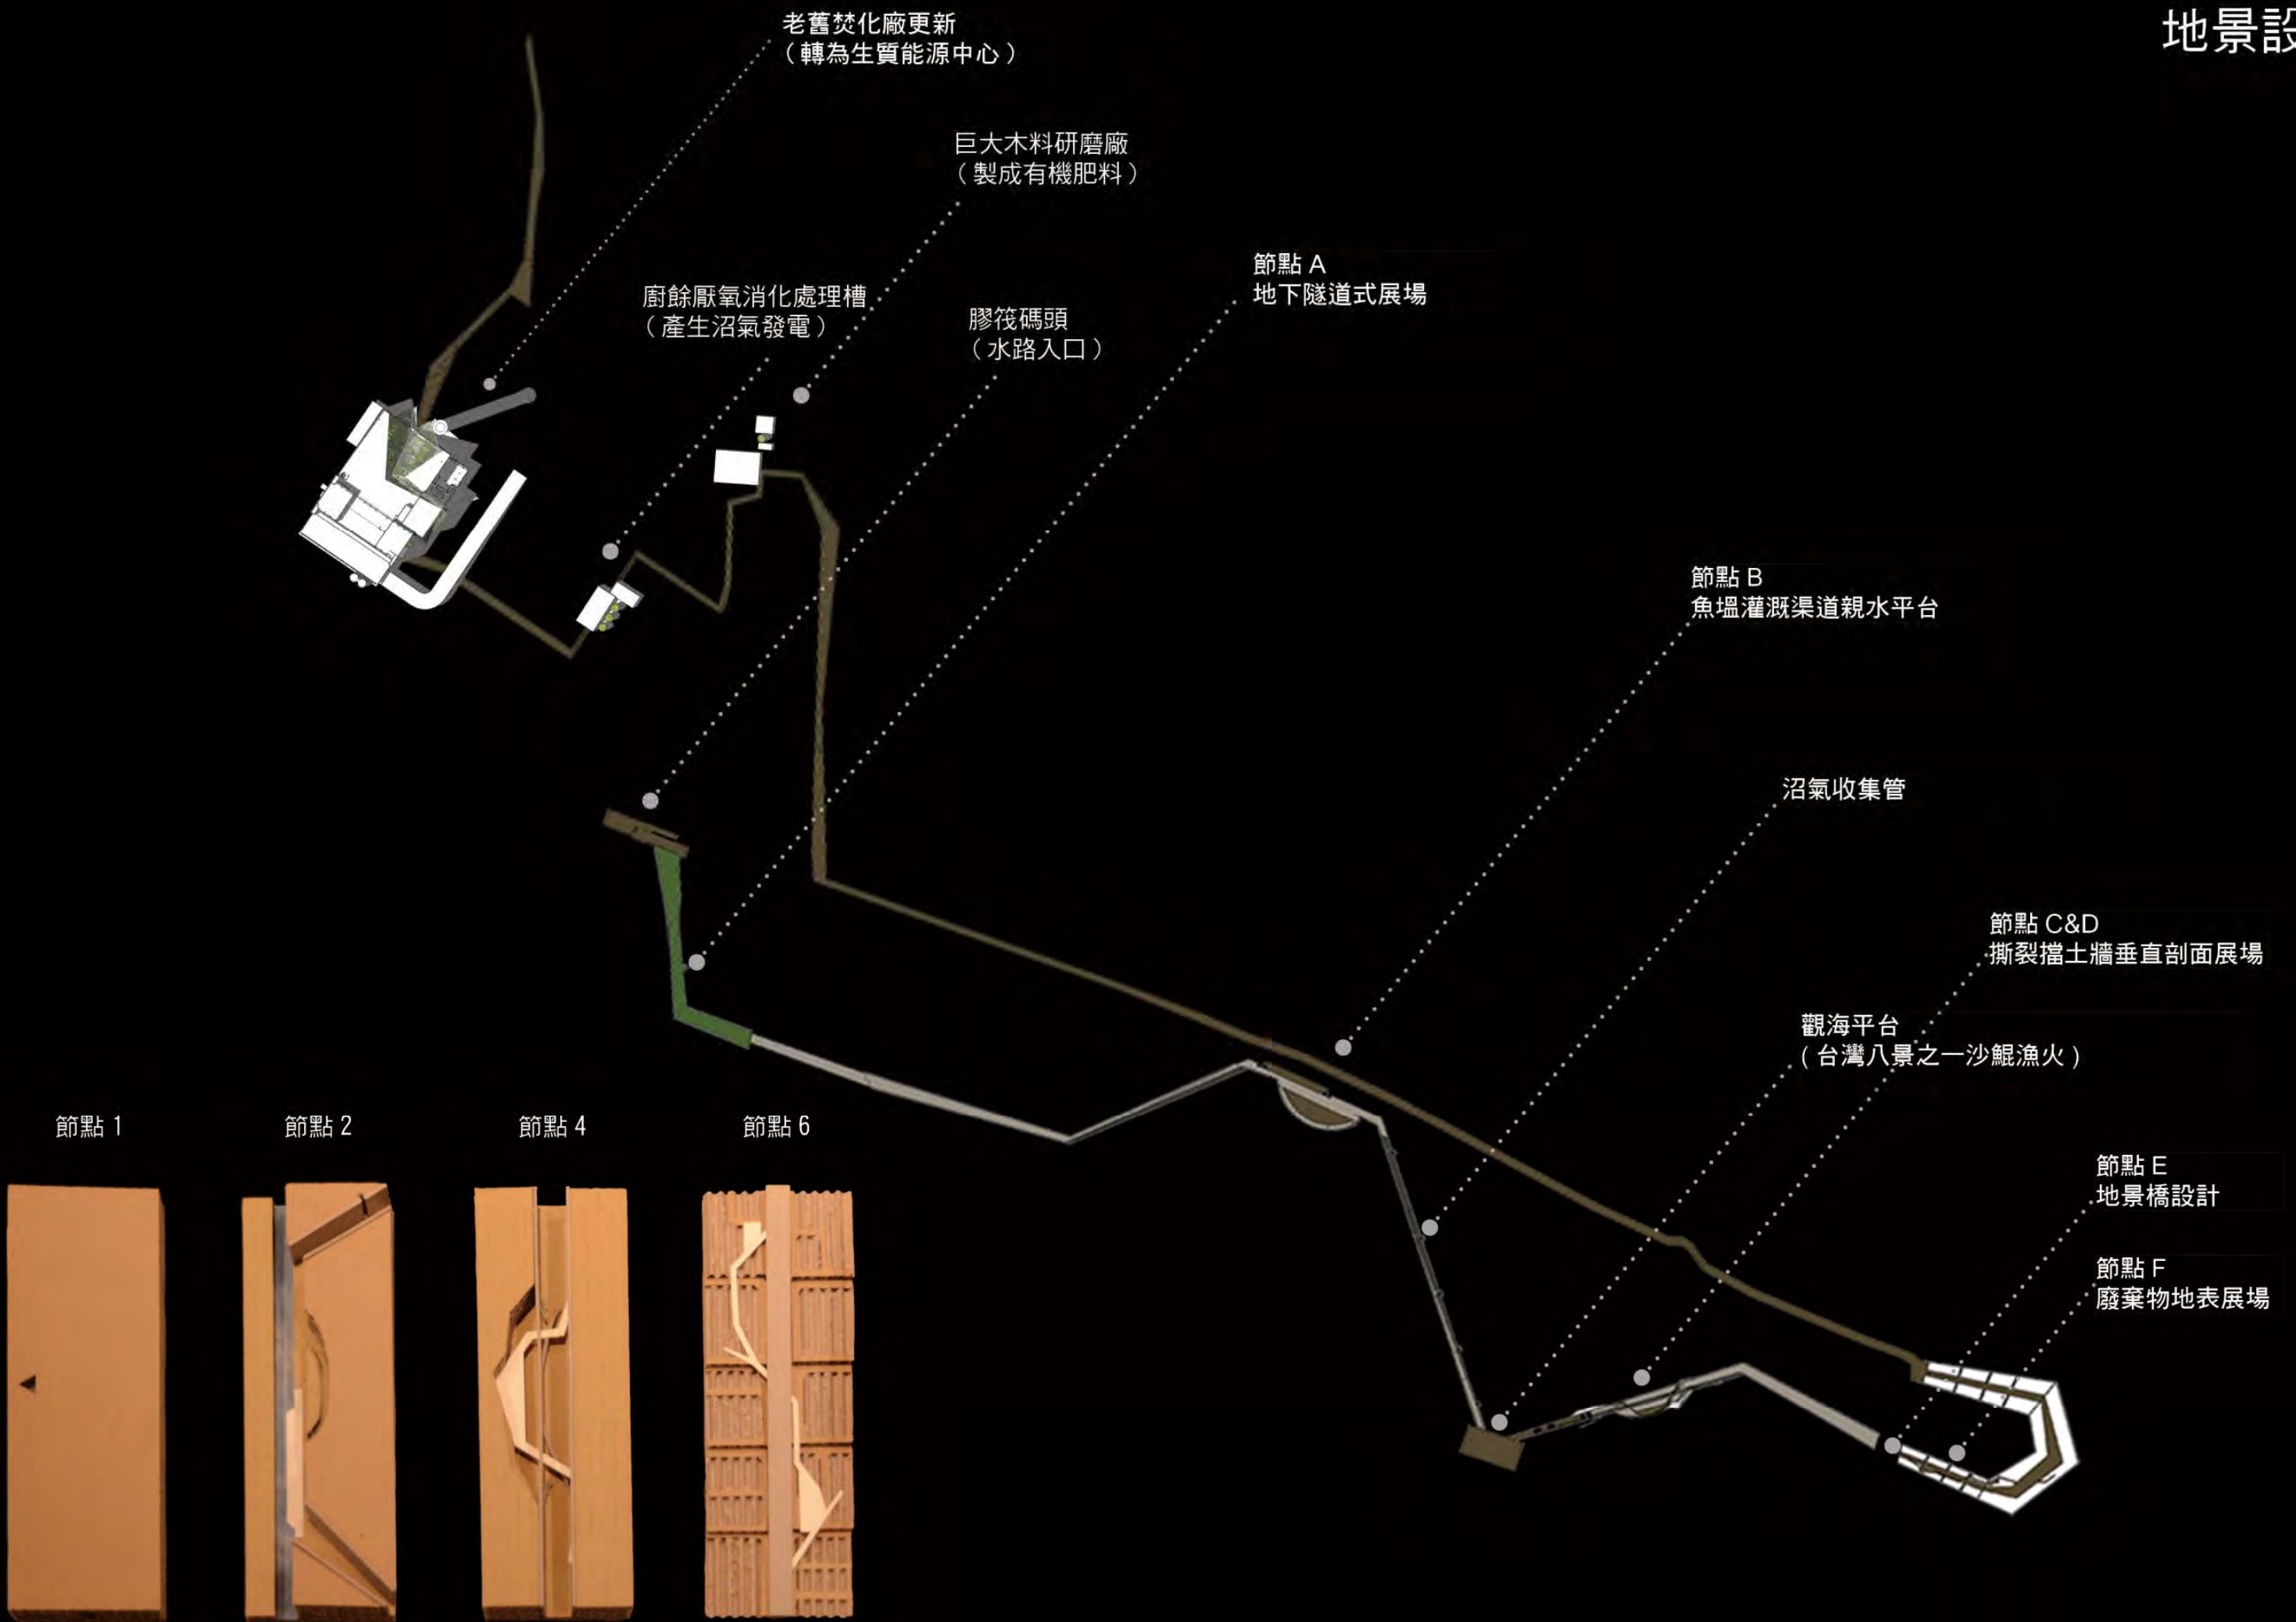 地景設
老舊焚化廠更新
（轉為生質能源中心）
巨大木料研磨廠
（製成有機肥料）
節點 A
地下隧道式展場
廚餘厭氧消化處理槽
（產生沼氣發電）
膠筏碼頭
（水路入口）
節點 B
魚塭灌溉渠道親水平台
沼氣收集管
節點 C&D
撕裂擋土牆垂直剖面展場
觀海平台
(台灣八景之一沙鯤漁火)
節點 E
地景橋設計
節點 F
廢棄物地表展場
節點 1
節點 2
節點 4
節點 6